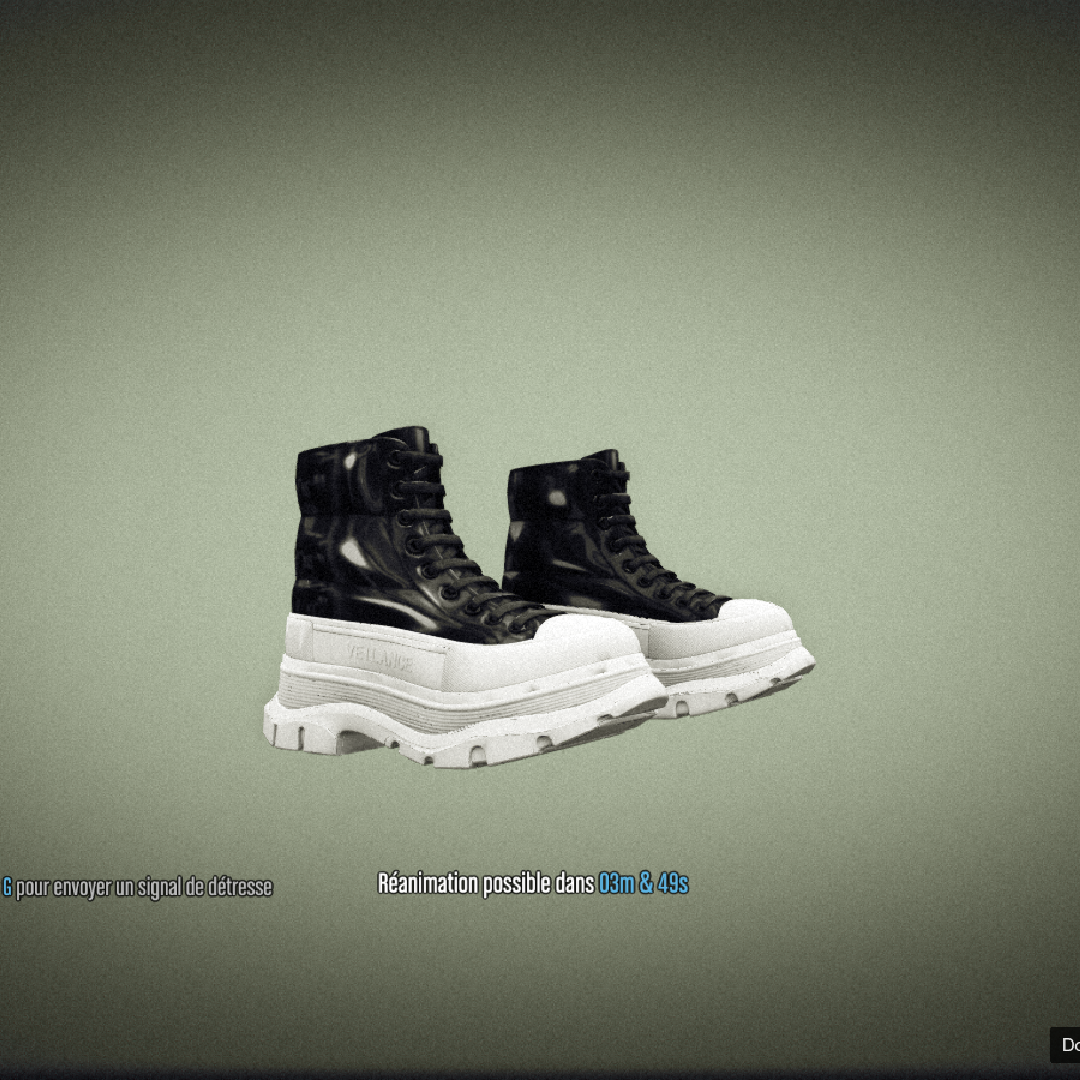 G pour envoyer un signal de détresse
Réanimation possible dans 03m & 49s